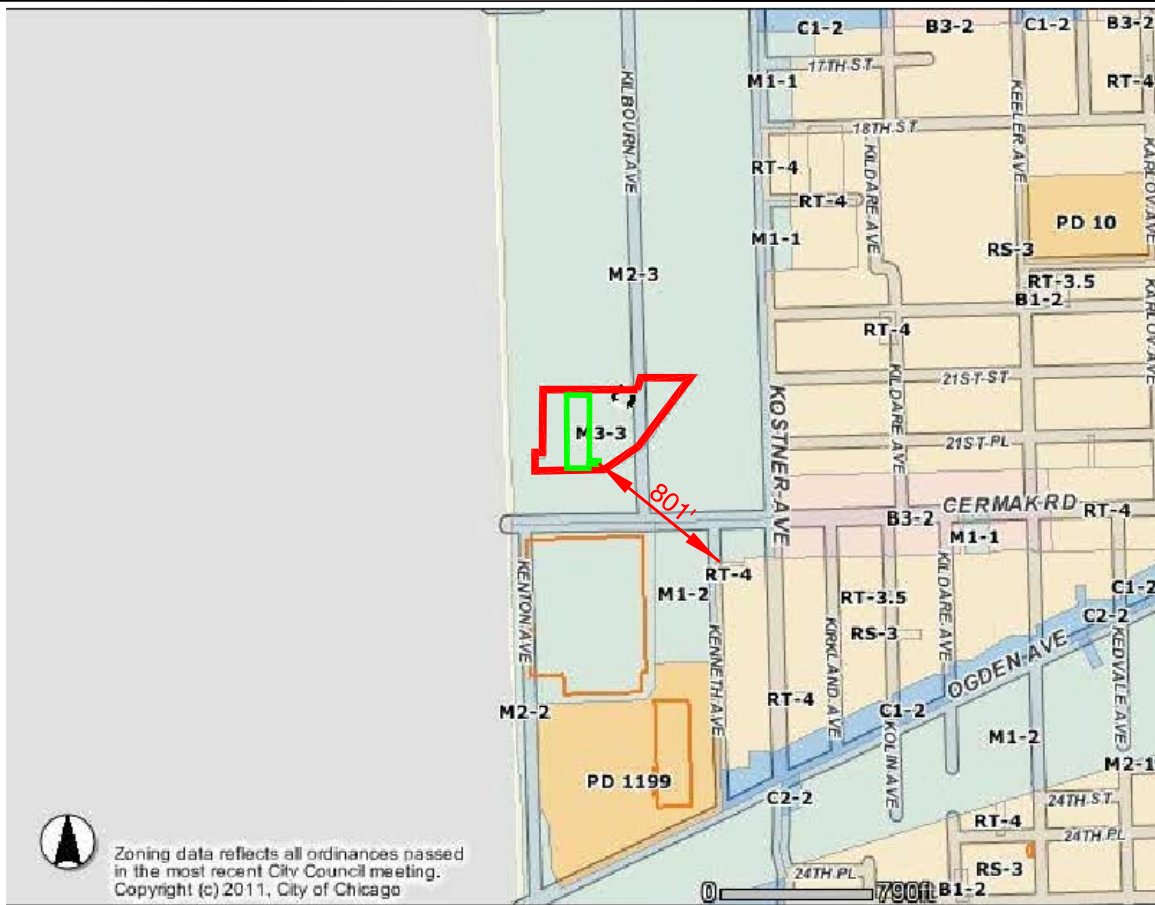 C1-2
B3-2
C1-2
B3-2
17TH ST
M1-1
RT-4
KILBOURN AVE
KEELER AVE
18TH ST
KILDARE AVE
KARLOV AVE
RT-4
RT-4
PD 10
M1-1
RS-3
M2-3
RT-3.5
B1-2
KARLOV AVE
RT-4
21ST ST
KILDARE AVE
KOSTNER AVE
M3-3
21ST PL
801'
CERMAK RD
RT-4
B3-2
M1-1
KENTON AVE
RT-4
M1-2
RT-3.5
KILDARE AVE
C1-2
C2-2
RS-3
KENNETH AVE
KIRKLAND AVE
KEDVALE AVE
OGDEN AVE
RT-4
C1-2
M2-2
KOLIN AVE
M1-2
M2-1
PD 1199
C2-2
24TH ST
RT-4
24TH PL
Zoning data reflects all ordinances passed
in the most recent City Council meeting.
Copyright (c) 2011, City of Chicago
24TH PL
RS-3
0
790ft
B1-2